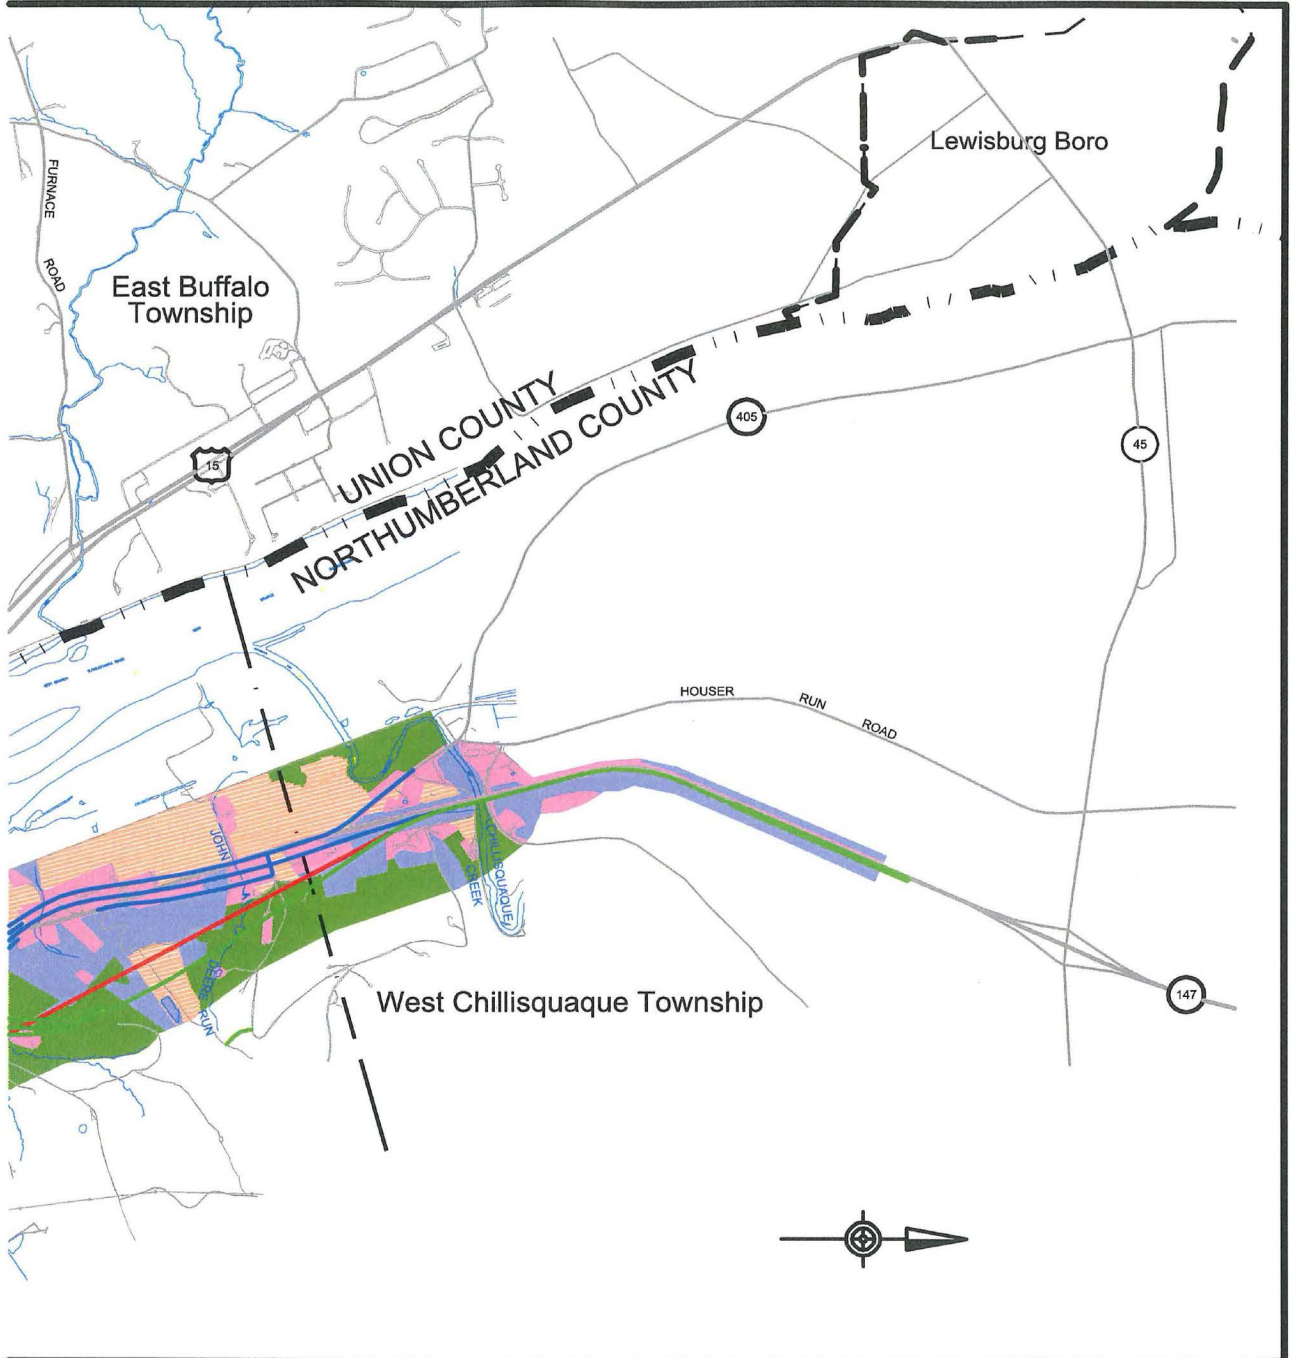 Lewisburg Boro
FURNACE
ROAD
East Buffalo
Township
UNION COUNTY
NORTHUMBERLAND COUNTY
405
45
15
HOUSER
RUN
ROAD
JOHN
CHILLISQUAQUE
CREEK
DEERE
RUN
West Chillisquaque Township
147